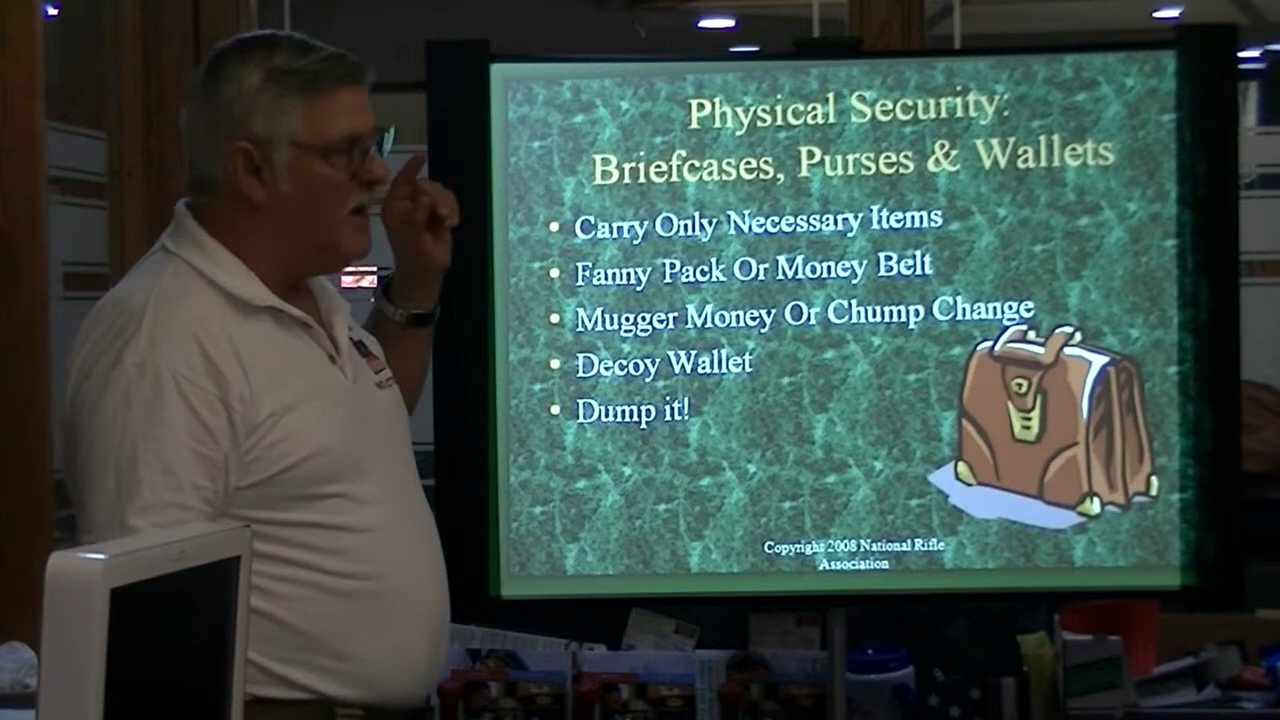 Physical Security:
Briefcases, Purses & Wallets
• Carry Only Necessary Items
• Fanny Pack Or Money Belt
• Mugger Money Or Chump Change
• Decoy Wallet
• Dump it!
Copyright 2008 National Rifle
Association